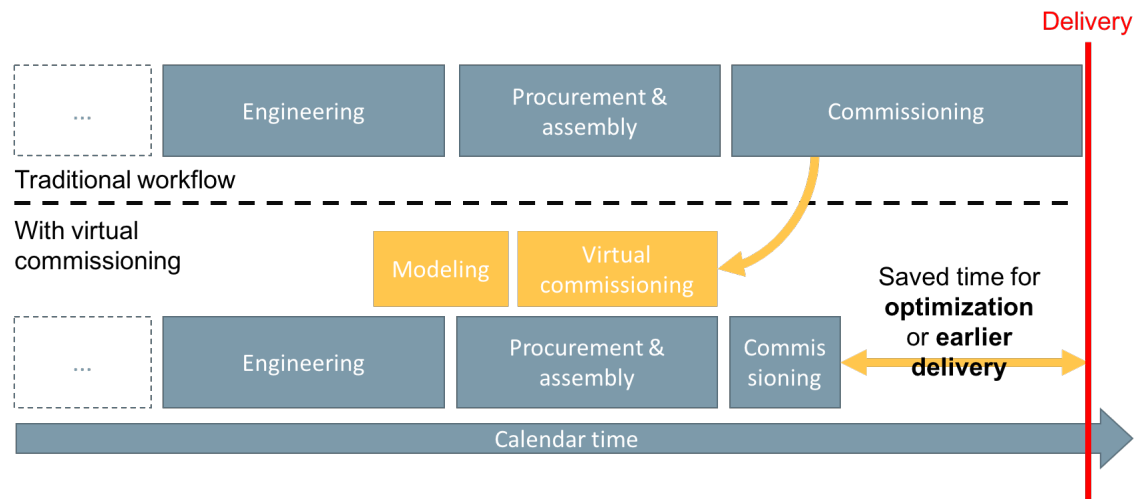 Delivery
...
Engineering
Procurement &
assembly
Commissioning
Traditional workflow
With virtual
commissioning
Modeling
Virtual
commissioning
Saved time for
optimization
or earlier
delivery
...
Engineering
Procurement &
assembly
Commis
sioning
Calendar time